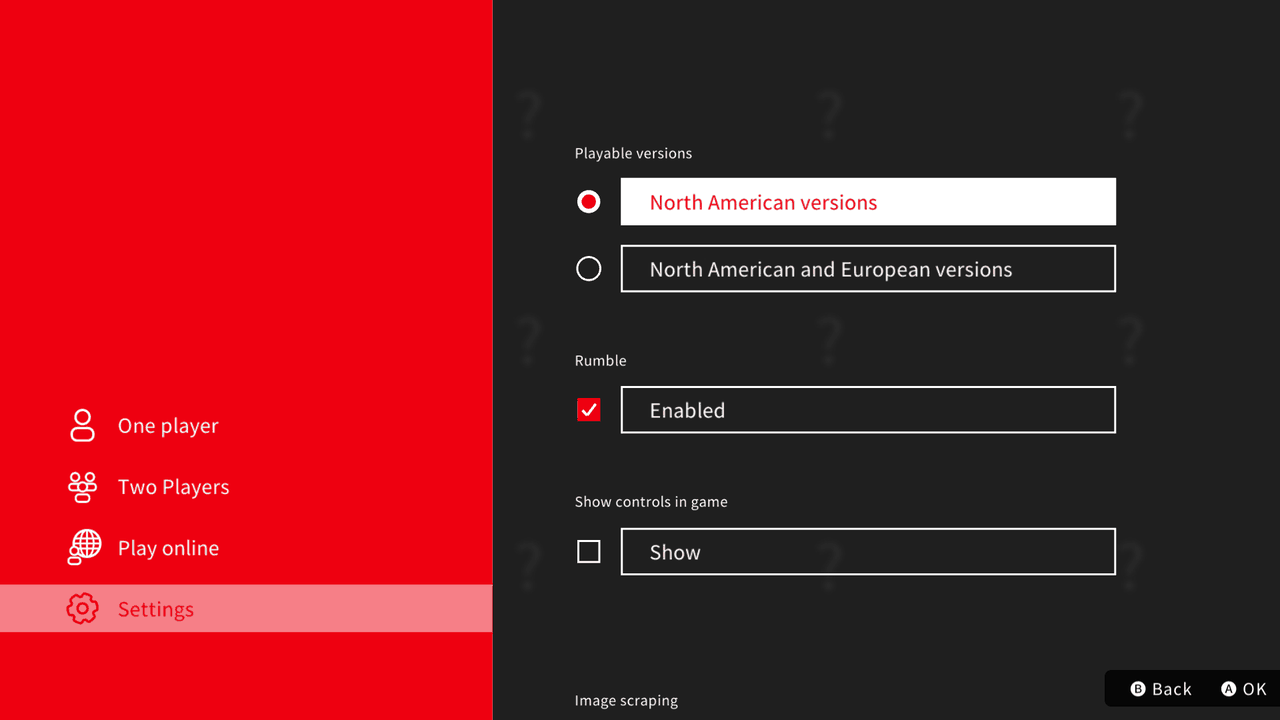 One player
Two Players
Play online
Settings
Playable versions
North American versions
North American and European versions
Rumble
Enabled
Show controls in game
Show
Image scraping
B Back A OK
? ? ?
? ? ?
? ? ?